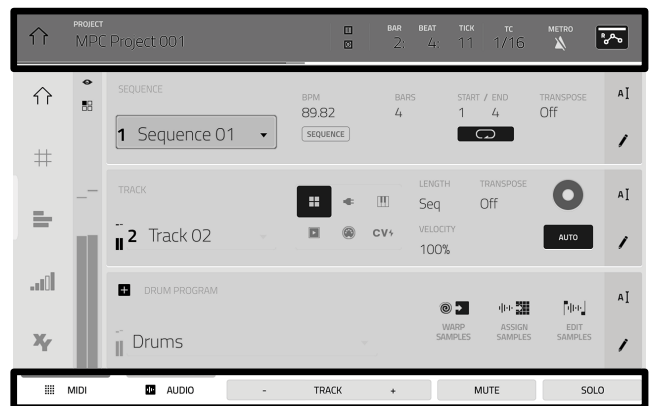 PROJECT
MPC Project 001
BAR BEAT TICK TC METRO
2: 4: 11 1/16
SEQUENCE
1 Sequence 01
BPM BARS START / END TRANSPOSE
89.82 4 1 4 Off
SEQUENCE
TRACK
2 Track 02
LENGTH TRANSPOSE
Seq Off
VELOCITY
100%
CV
AUTO
DRUM PROGRAM
Drums
WARP SAMPLES
ASSIGN SAMPLES
EDIT SAMPLES
A
A
A
XY
MIDI AUDIO - TRACK + MUTE SOLO